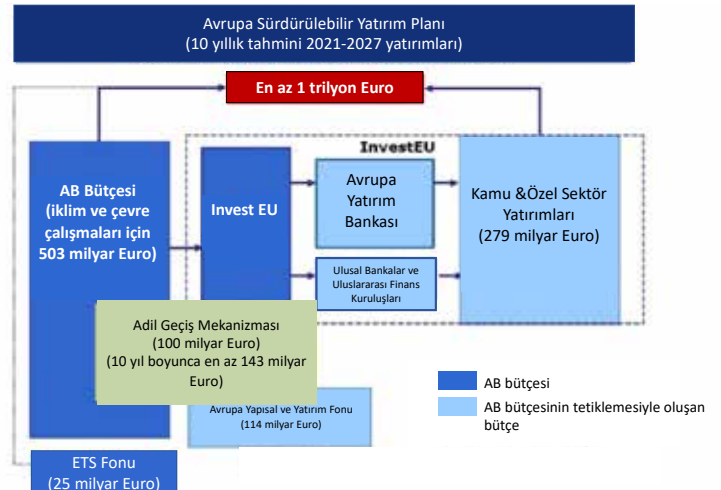 Avrupa Sürdürülebilir Yatırım Planı
(10 yıllık tahmini 2021-2027 yatırımları)
En az 1 trilyon Euro
InvestEU
AB Bütçesi
(iklim ve çevre
çalışmaları için
503 milyar Euro)
Invest EU
Avrupa
Yatırım
Bankası
Kamu &Özel Sektör
Yatırımları
(279 milyar Euro)
Ulusal Bankalar ve
Uluslararası Finans
Kuruluşları
Adil Geçiş Mekanizması
(100 milyar Euro)
(10 yıl boyunca en az 143 milyar
Euro)
Avrupa Yapısal ve Yatırım Fonu
(114 milyar Euro)
AB bütçesi
AB bütçesinin tetiklemesiyle oluşan
bütçe
ETS Fonu
(25 milyar Euro)